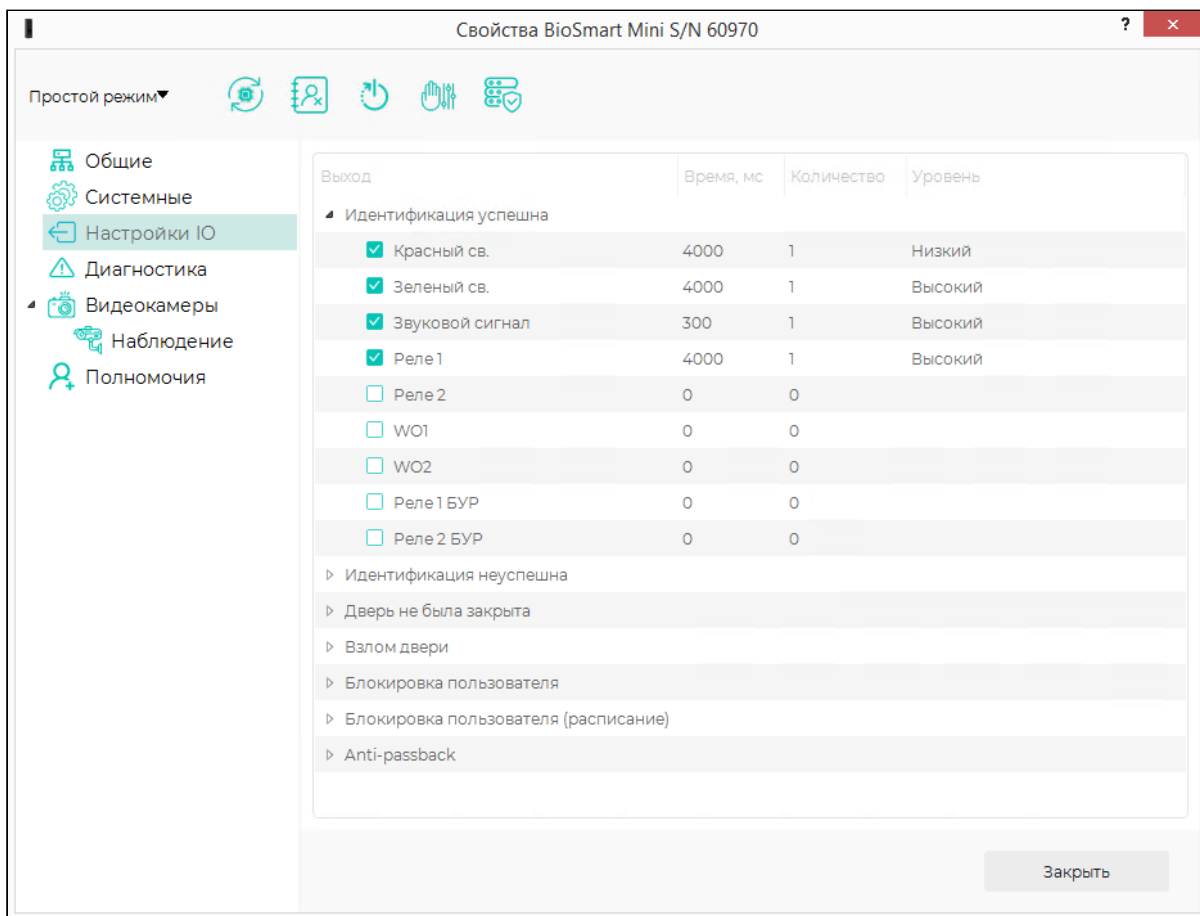 Свойства BioSmart Mini S/N 60970 ? ×
Простой режим▼
Общие
Системные
Настройки IO
Диагностика
Видеокамеры
Наблюдение
Полномочия
Выход Время, мс Количество Уровень
Идентификация успешна
Красный св. 4000 1 Низкий
Зеленый св. 4000 1 Высокий
Звуковой сигнал 300 1 Высокий
Реле 1 4000 1 Высокий
Реле 2 0 0
WO1 0 0
WO2 0 0
Реле 1 БУР 0 0
Реле 2 БУР 0 0
Идентификация неуспешна
Дверь не была закрыта
Взлом двери
Блокировка пользователя
Блокировка пользователя (расписание)
Anti-passback
Закрыть